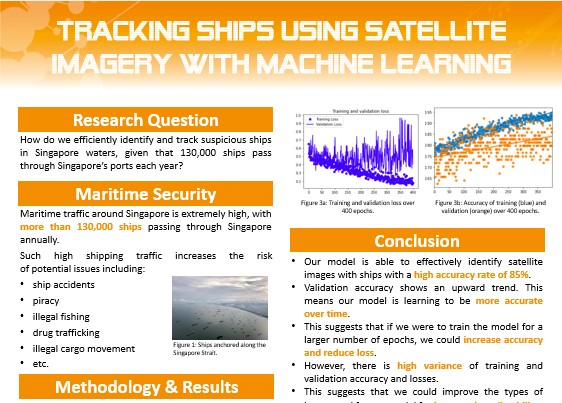 TRACKING SHIPS USING SATELLITE
IMAGERY WITH MACHINE LEARNING
Research Question
How do we efficiently identify and track suspicious ships
in Singapore waters, given that 130,000 ships pass
through Singapore's ports each year?
Maritime Security
Maritime traffic around Singapore is extremely high, with
more than 130,000 ships passing through Singapore
annually.
Such high shipping traffic increases the risk
of potential issues including:
• ship accidents
• piracy
• illegal fishing
• drug trafficking
• illegal cargo movement
• etc.
Figure 1: Ships anchored along the
Singapore Strait.
Methodology & Results
Training and validation loss
Training Loss
Validation Loss
0 50 100 150 200 250 300 350 400
Figure 3a: Training and validation loss over
400 epochs.
Figure 3b: Accuracy of training (blue) and
validation (orange) over 400 epochs.
Conclusion
• Our model is able to effectively identify satellite
images with ships with a high accuracy rate of 85%.
• Validation accuracy shows an upward trend. This
means our model is learning to be more accurate
over time.
• This suggests that if we were to train the model for a
larger number of epochs, we could increase accuracy
and reduce loss.
• However, there is high variance of training and
validation accuracy and losses.
• This suggests that we could improve the types of